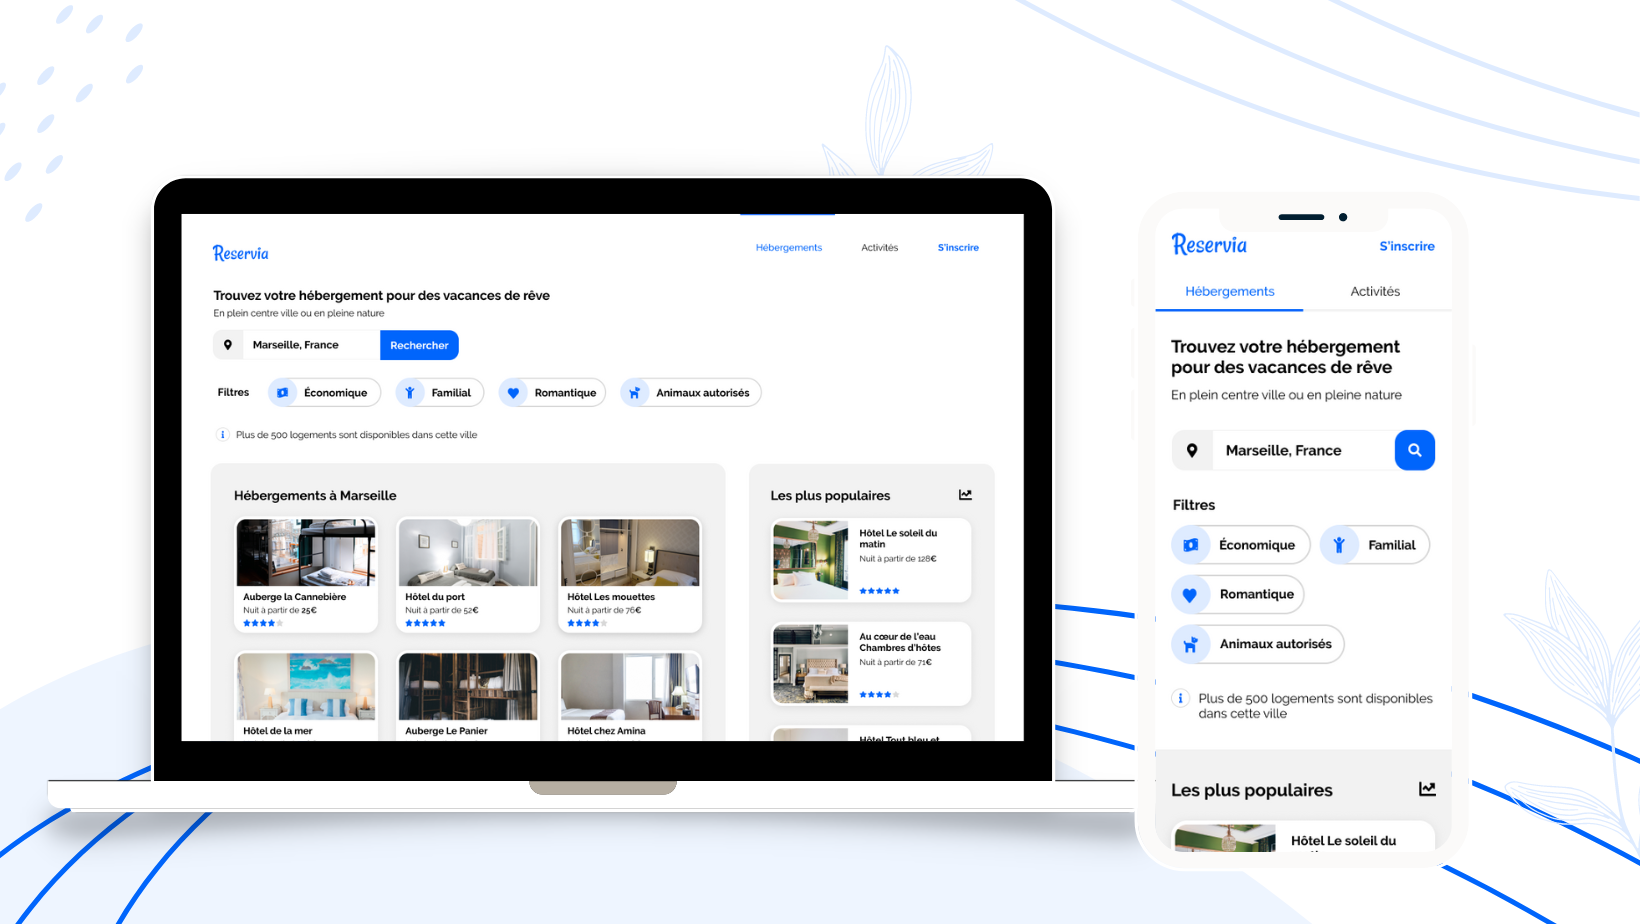 Reservia
Hébergements
Activités
S'inscrire
Trouvez votre hébergement pour des vacances de rêve
En plein centre ville ou en pleine nature
Marseille, France
Rechercher
Filtres
Économique
Familial
Romantique
Animaux autorisés
Plus de 500 logements sont disponibles dans cette ville
Hébergements à Marseille
Auberge la Cannebière
Nuit à partir de 25€
Hôtel du port
Nuit à partir de 52€
Hôtel Les mouettes
Nuit à partir de 76€
Hôtel de la mer
Auberge Le Panier
Hôtel chez Amina
Les plus populaires
Hôtel Le soleil du
matin
Nuit à partir de 128€
Au cœur de l'eau
Chambres d'hôtes
Nuit à partir de 71€
Hôtel Tout bleu et
Reservia
S'inscrire
Hébergements
Activités
Trouvez votre hébergement
pour des vacances de rêve
En plein centre ville ou en pleine nature
Marseille, France
Filtres
Économique
Familial
Romantique
Animaux autorisés
Plus de 500 logements sont disponibles
dans cette ville
Les plus populaires
Hôtel Le soleil du